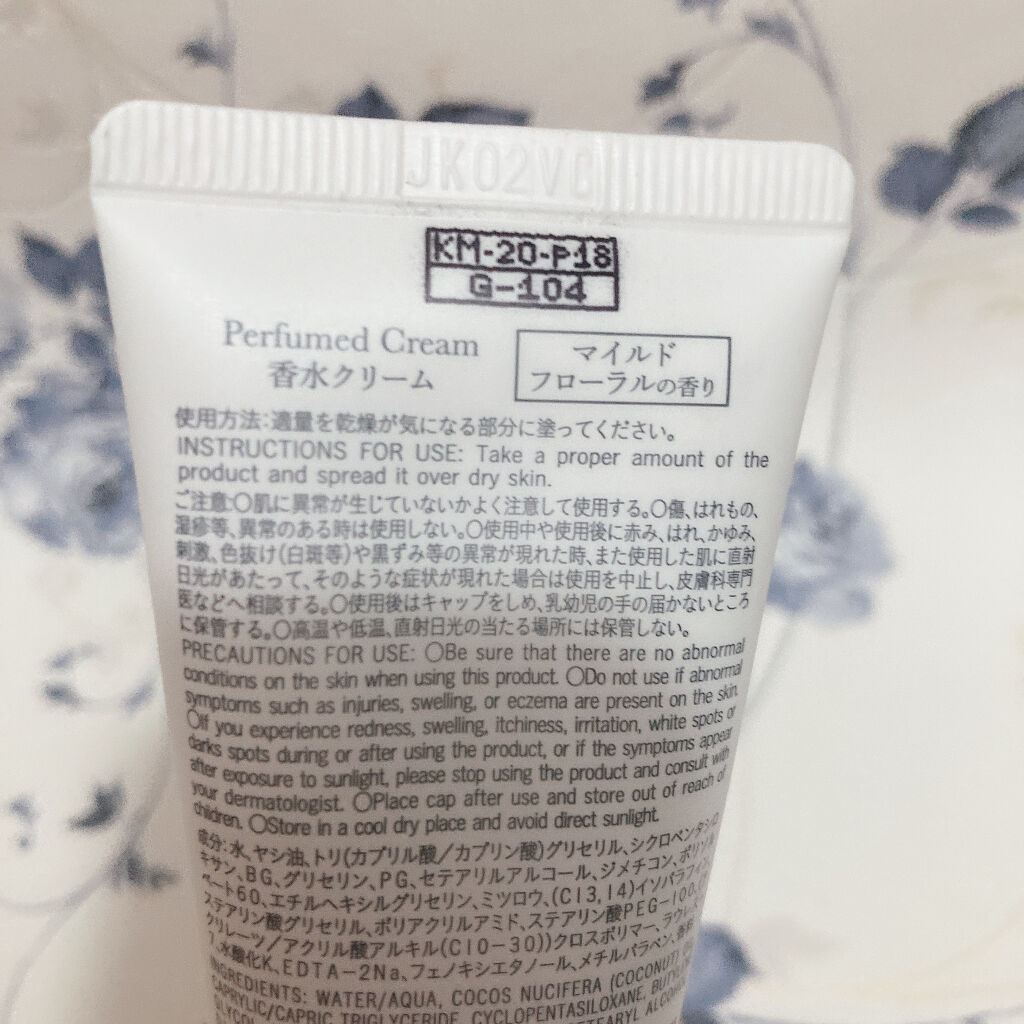 JK02VC
KM-20-P18
G-104
Perfumed Cream
香水クリーム
マイルド
フローラルの香り
使用方法:適量を乾燥が気になる部分に塗ってください。
INSTRUCTIONS FOR USE: Take a proper amount of the
product and spread it over dry skin.
ご注意:〇肌に異常が生じていないかよく注意して使用する。〇傷、はれもの、
湿疹等、異常のある時は使用しない。〇使用中や使用後に赤み、はれ、かゆみ、
刺激、色抜け(白斑等)や黒ずみ等の異常が現れた時、また使用した肌に直射
日光があたって、そのような症状が現れた場合は使用を中止し、皮膚科専門
医などへ相談する。〇使用後はキャップをしめ、乳幼児の手の届かないところ
に保管する。〇高温や低温、直射日光の当たる場所には保管しない。
PRECAUTIONS FOR USE: 〇Be sure that there are no abnormal
conditions on the skin when using this product. 〇Do not use if abnormal
symptoms such as injuries, swelling, or eczema are present on the skin.
〇If you experience redness, swelling, itchiness, irritation, white spots or
darks spots during or after using the product, or if the symptoms appear
after exposure to sunlight, please stop using the product and consult with
your dermatologist. 〇Place cap after use and store out of reach of
children. 〇Store in a cool dry place and avoid direct sunlight.
成分:水、ヤシ油、トリ(カプリル酸/カプリン酸)グリセリル、シクロペンタシロ
キサン、BG、グリセリン、PG、セテアリルアルコール、ジメチコン、ポリソル
ベート60、エチルヘキシルグリセリン、ミツロウ、(C13,14)イソパラフィン、
ステアリン酸グリセリル、ポリアクリルアミド、ステアリン酸PEG-100、
クリレーツ/アクリル酸アルキル(C10-30))クロスポリマー、ラウレス-
7、水酸化K、EDTA-2Na、フェノキシエタノール、メチルパラベン、香料
INGREDIENTS: WATER/AQUA, COCOS NUCIFERA (COCONUT)
CAPRYLIC/CAPRIC TRIGLYCERIDE, CYCLOPENTASILOXANE,